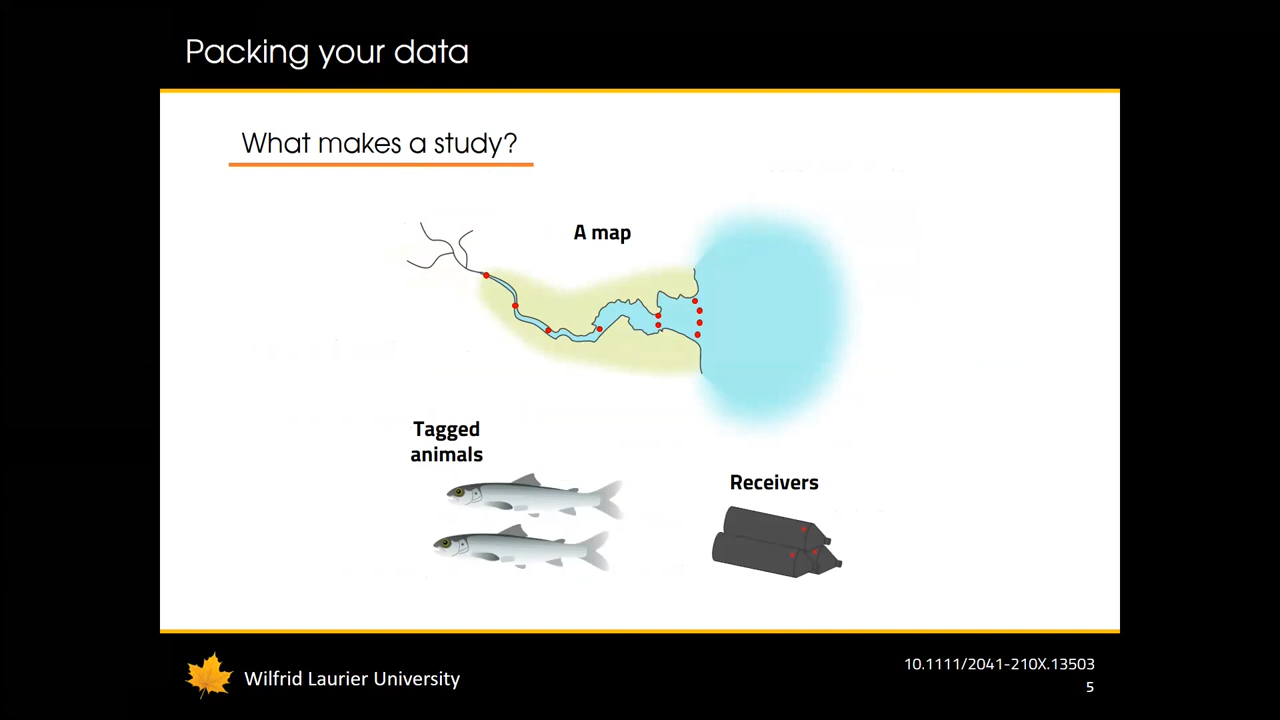 Packing your data
What makes a study?
A map
Tagged
animals
Receivers
Wilfrid Laurier University
10.1111/2041-210X.13503
5